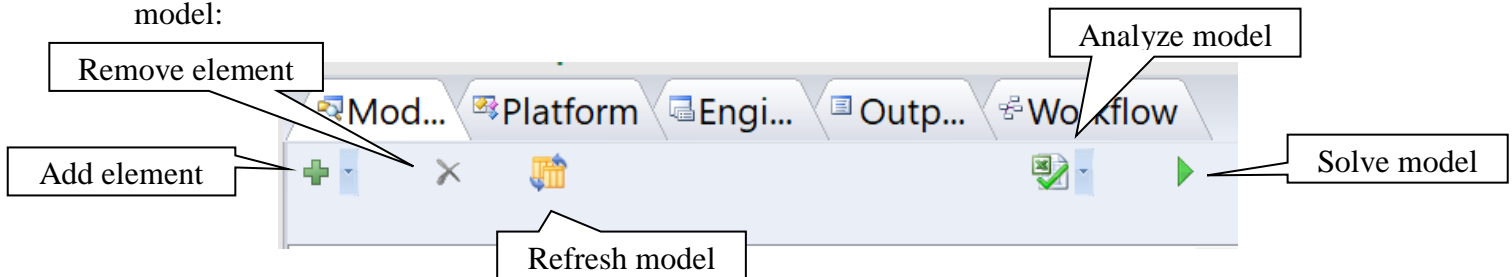 model:
Analyze model
Remove element
Mod... Platform Engi... Outp... Workflow
Add element
Solve model
Refresh model